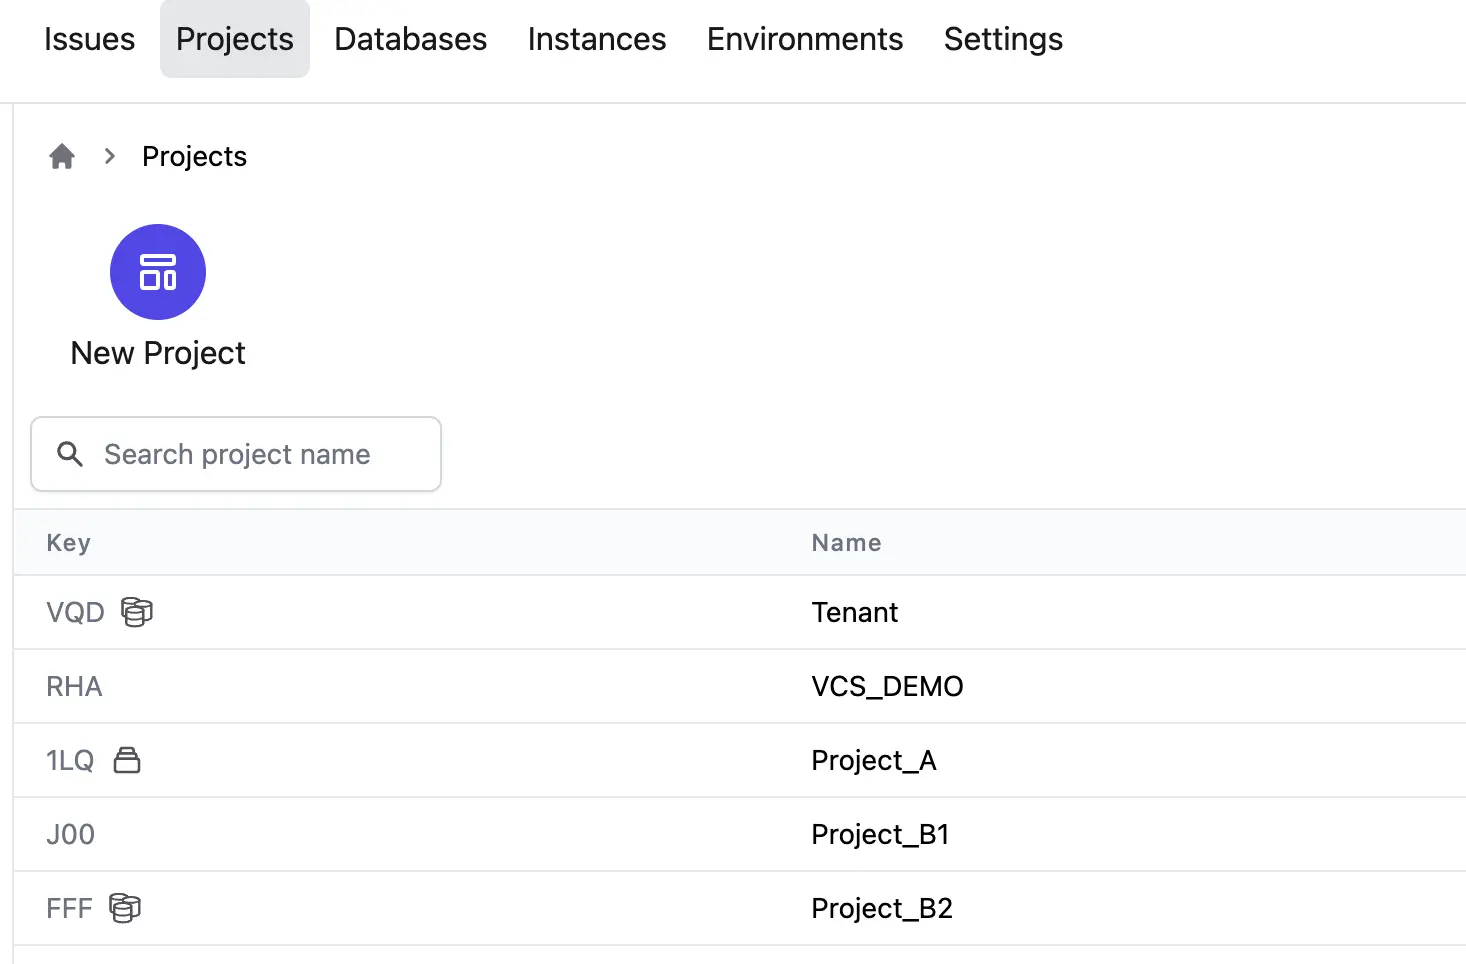 Issues Projects Databases Instances Environments Settings
Projects
New Project
Search project name
Key Name
VQD Tenant
RHA VCS_DEMO
1LQ Project_A
J00 Project_B1
FFF Project_B2